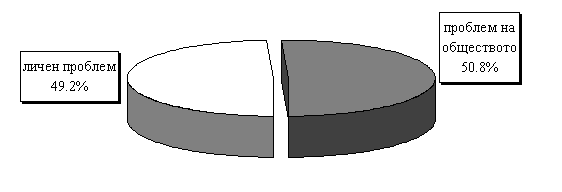 личен проблем
49.2%
проблем на
обществото
50.8%